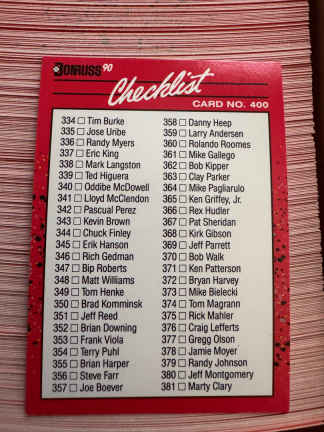 DONRUSS 90
Checklist
CARD NO. 400
334 Tim Burke
335 Jose Uribe
336 Randy Myers
337 Eric King
338 Mark Langston
339 Ted Higuera
340 Oddibe McDowell
341 Lloyd McClendon
342 Pascual Perez
343 Kevin Brown
344 Chuck Finley
345 Erik Hanson
346 Rich Gedman
347 Bip Roberts
348 Matt Williams
349 Tom Henke
350 Brad Komminsk
351 Jeff Reed
352 Brian Downing
353 Frank Viola
354 Terry Puhl
355 Brian Harper
356 Steve Farr
357 Joe Boever
358 Danny Heep
359 Larry Andersen
360 Rolando Roomes
361 Mike Gallego
362 Bob Kipper
363 Clay Parker
364 Mike Pagliarulo
365 Ken Griffey, Jr.
366 Rex Hudler
367 Pat Sheridan
368 Kirk Gibson
369 Jeff Parrett
370 Bob Walk
371 Ken Patterson
372 Bryan Harvey
373 Mike Bielecki
374 Tom Magrann
375 Rick Mahler
376 Craig Lefferts
377 Gregg Olson
378 Jamie Moyer
379 Randy Johnson
380 Jeff Montgomery
381 Marty Clary